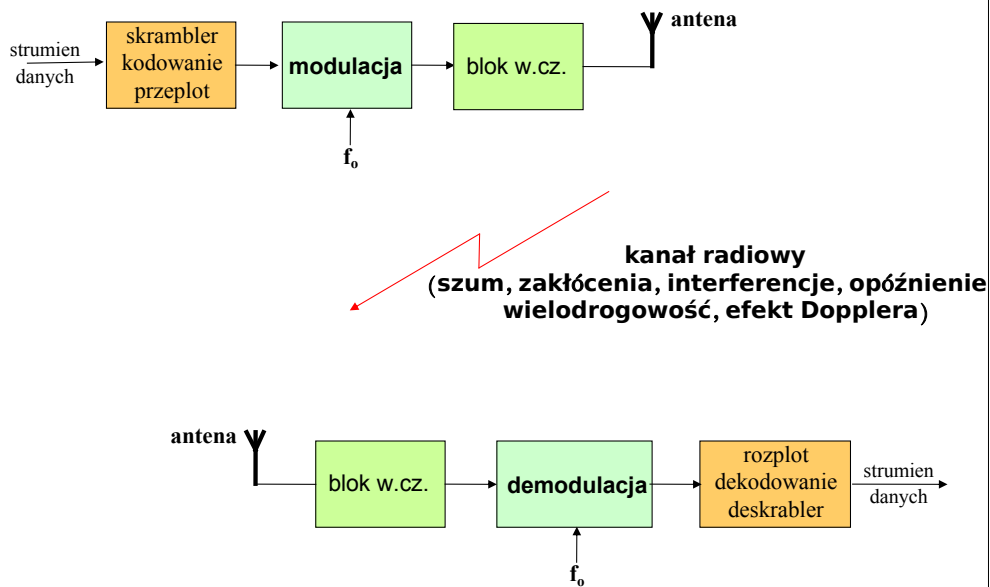 strumien
danych
skrambler
kodowanie
przeplot
modulacja
blok w.cz.
antena
fo
kanał radiowy
(szum, zakłócenia, interferencje, opóźnienie
wielodrogowość, efekt Dopplera)
antena
blok w.cz.
demodulacja
rozplot
dekodowanie
deskrabler
strumien
danych
fo